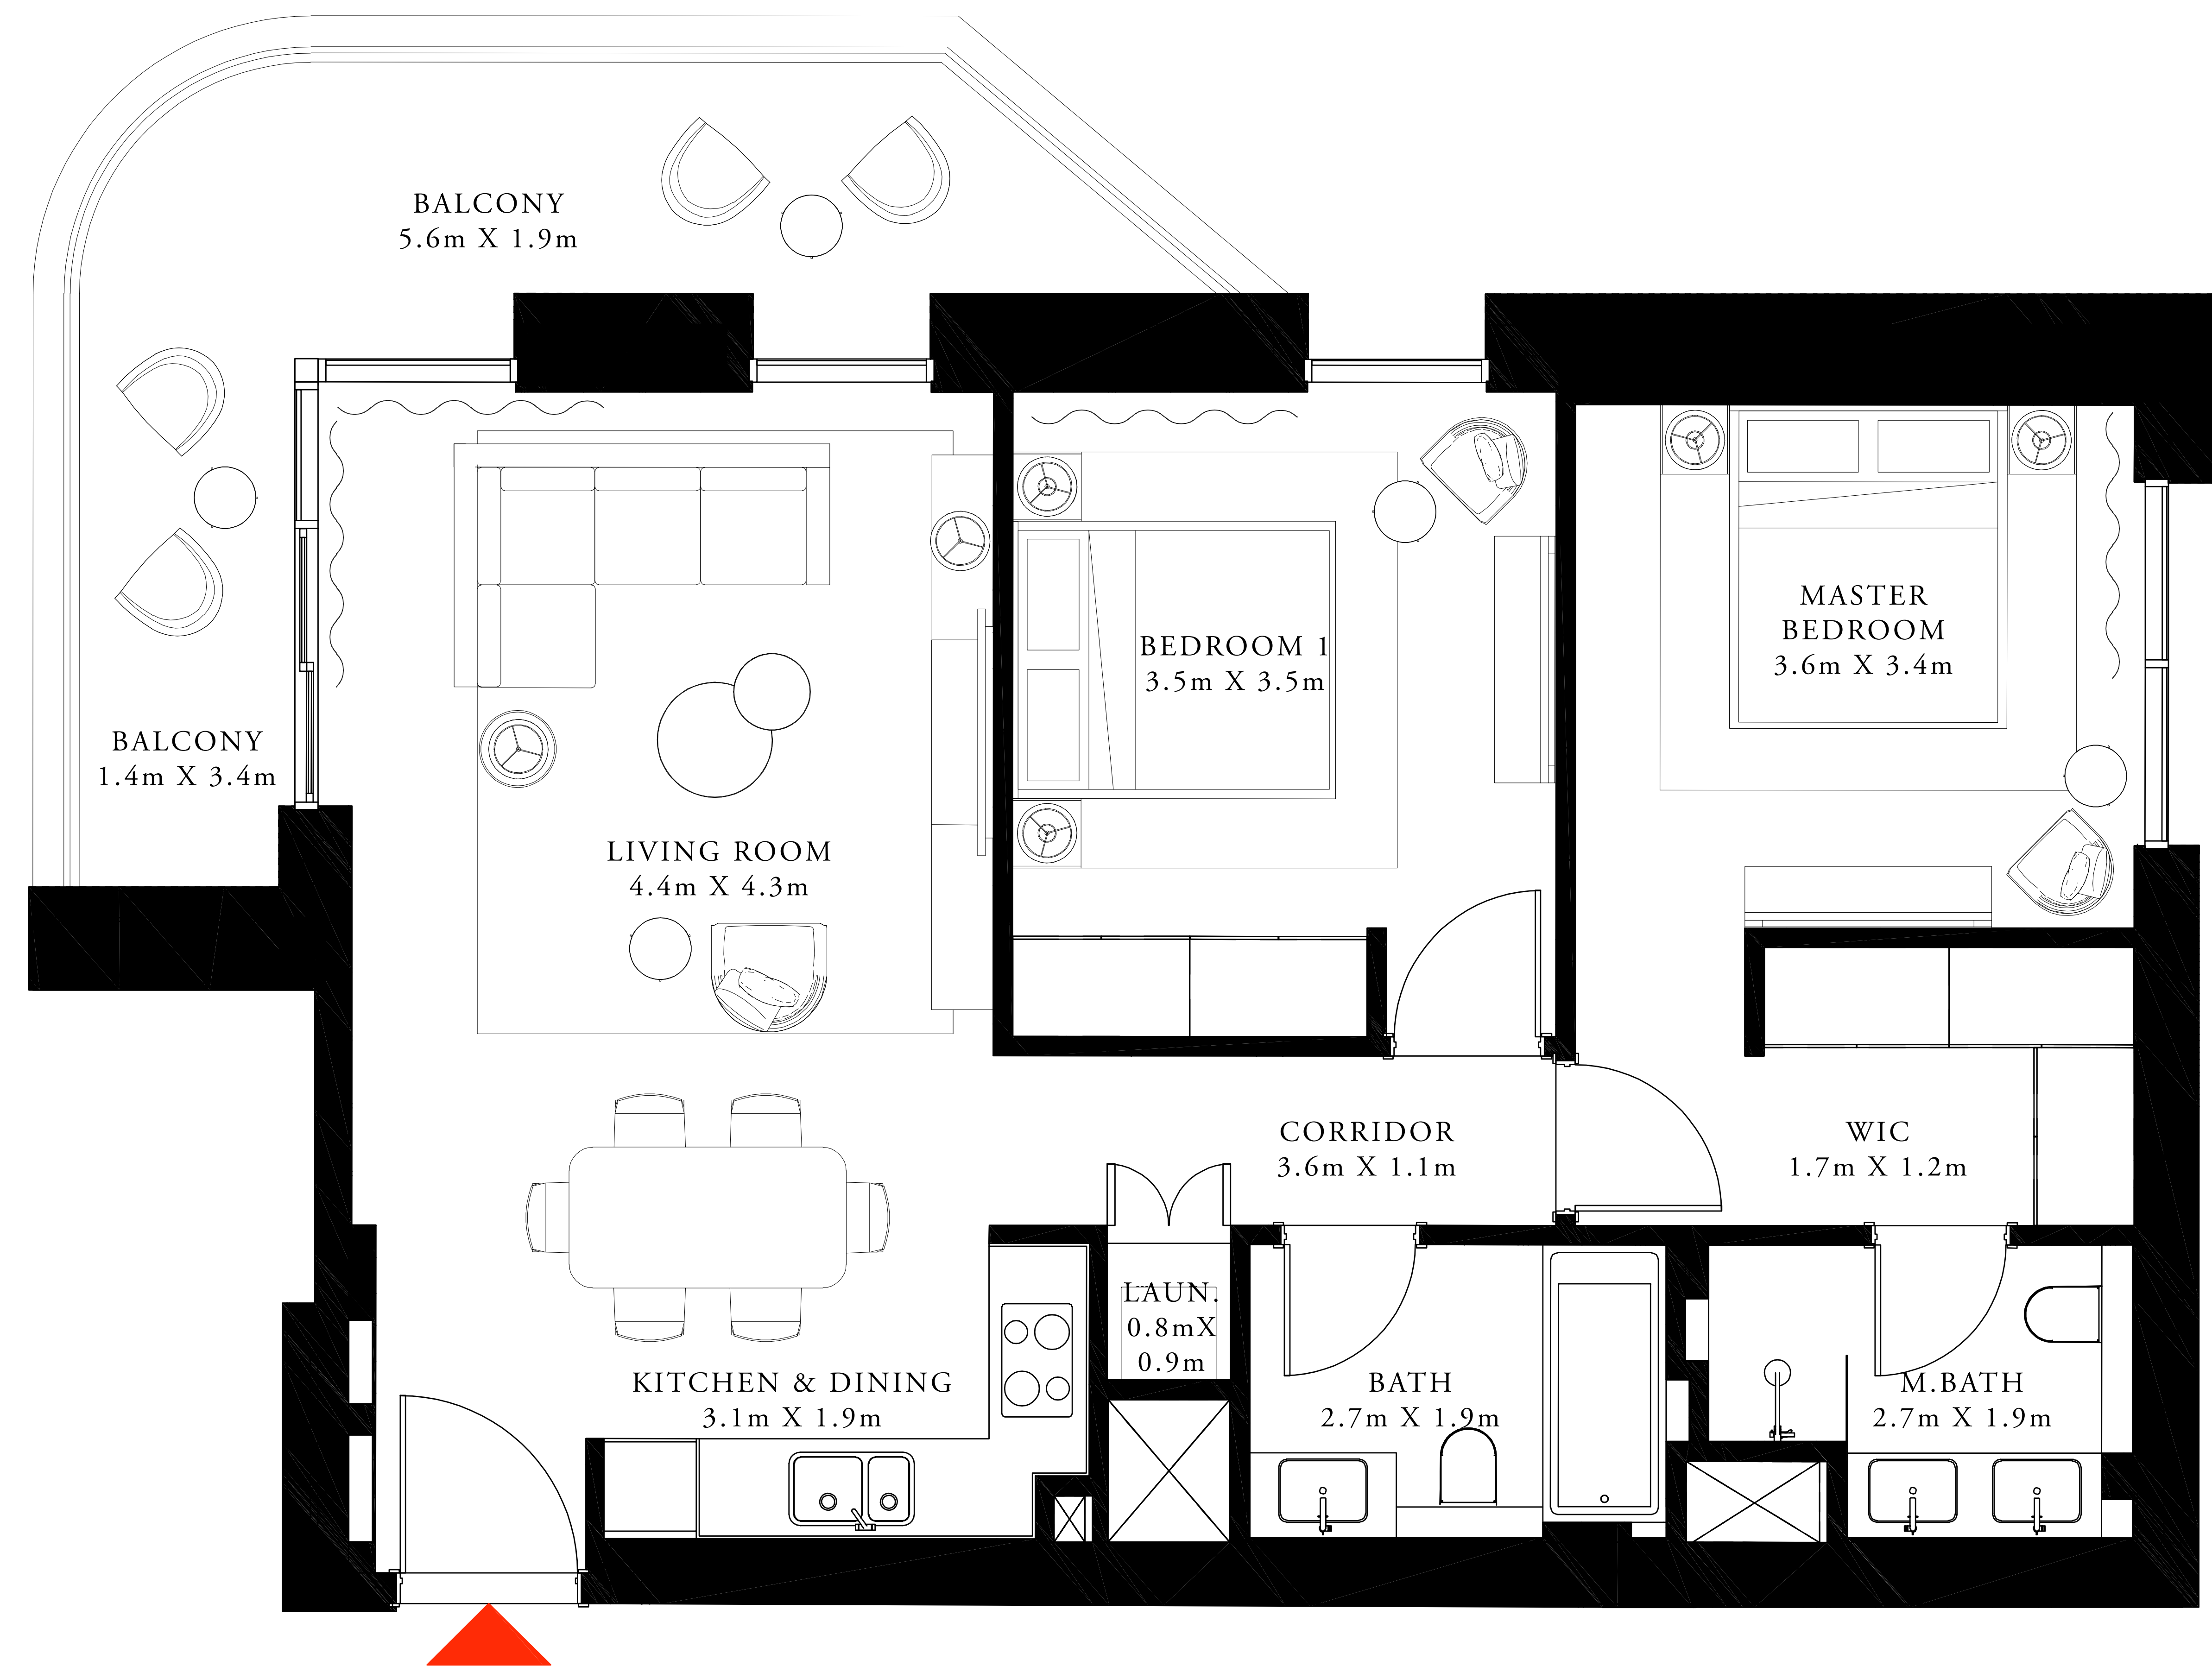 BALCONY
5.6m X 1.9m
BALCONY
1.4m X 3.4m
LIVING ROOM
4.4m X 4.3m
BEDROOM 1
3.5m X 3.5m
MASTER
BEDROOM
3.6m X 3.4m
CORRIDOR
3.6m X 1.1m
WIC
1.7m X 1.2m
LAUN.
0.8mX
0.9m
KITCHEN & DINING
3.1m X 1.9m
BATH
2.7m X 1.9m
M.BATH
2.7m X 1.9m